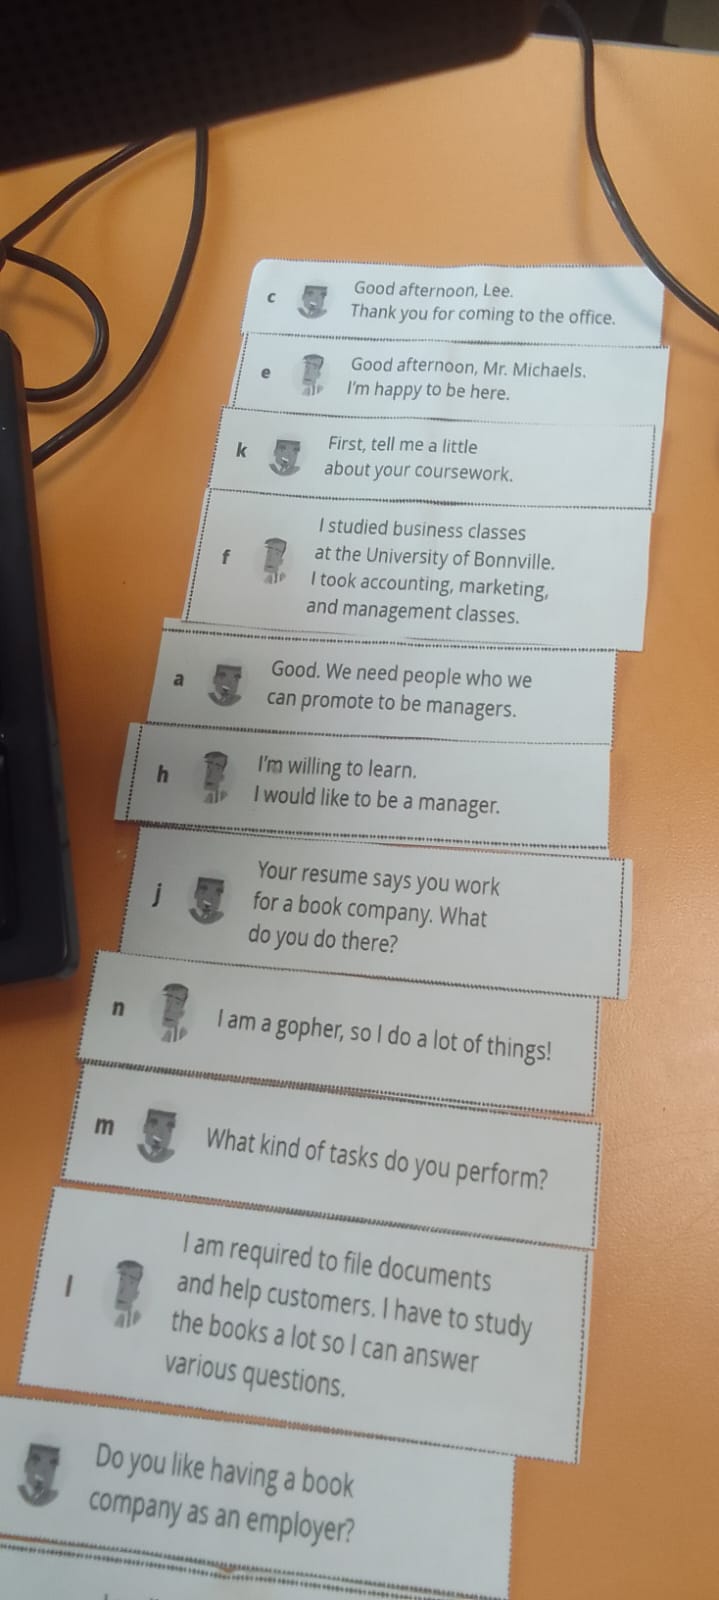 c
Good afternoon, Lee.
Thank you for coming to the office.
e
Good afternoon, Mr. Michaels.
I'm happy to be here.
k
First, tell me a little
about your coursework.
f
I studied business classes
at the University of Bonnville.
I took accounting, marketing,
and management classes.
a
Good. We need people who we
can promote to be managers.
h
I'm willing to learn.
I would like to be a manager.
j
Your resume says you work
for a book company. What
do you do there?
n
I am a gopher, so I do a lot of things!
m
What kind of tasks do you perform?
l
I am required to file documents
and help customers. I have to study
the books a lot so I can answer
various questions.
Do you like having a book
company as an employer?